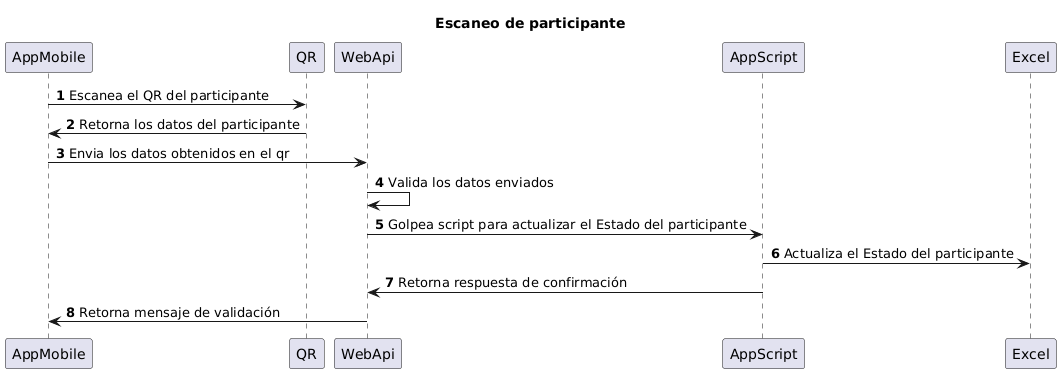 Escaneo de participante
AppMobile QR WebApi AppScript Excel
1 Escanea el QR del participante
2 Retorna los datos del participante
3 Envia los datos obtenidos en el qr
4 Valida los datos enviados
5 Golpea script para actualizar el Estado del participante
6 Actualiza el Estado del participante
7 Retorna respuesta de confirmación
8 Retorna mensaje de validación
AppMobile QR WebApi AppScript Excel